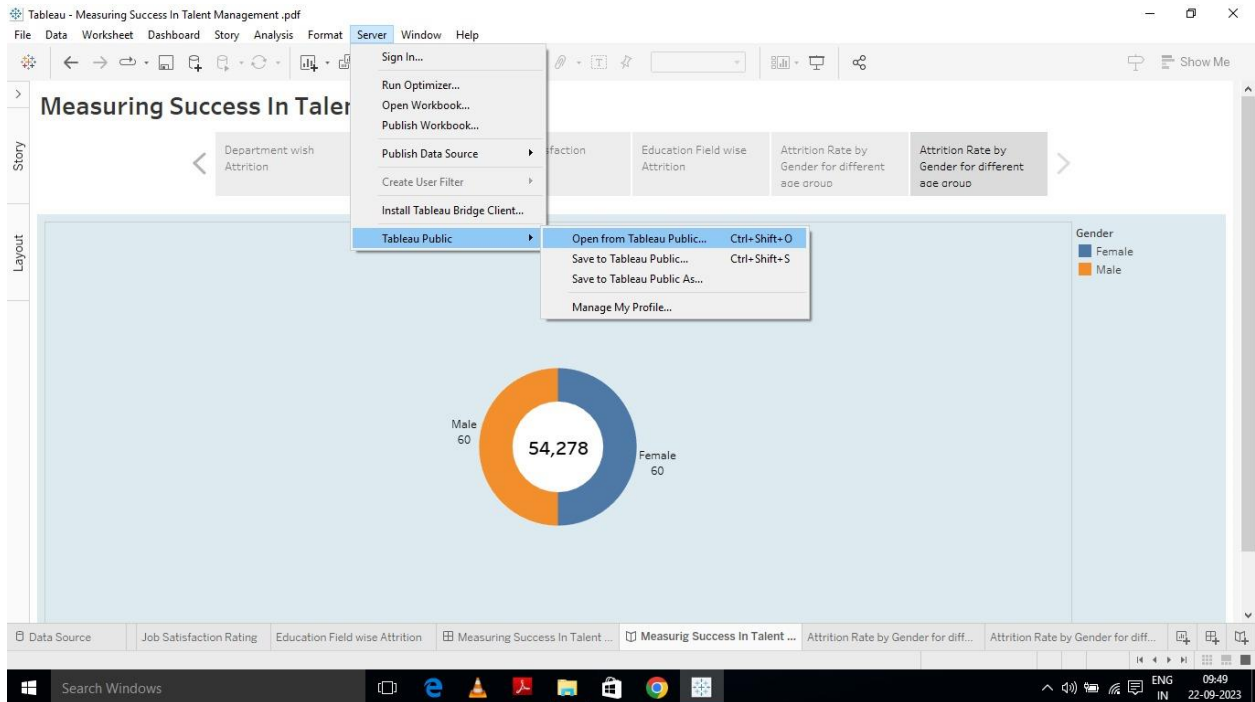 Tableau - Measuring Success In Talent Management .pdf
File Data Worksheet Dashboard Story Analysis Format Server Window Help
Show Me
Sign In...
Run Optimizer...
Open Workbook...
Publish Workbook...
Publish Data Source
Create User Filter
Install Tableau Bridge Client...
Tableau Public
Open from Tableau Public... Ctrl+Shift+O
Save to Tableau Public... Ctrl+Shift+S
Save to Tableau Public As...
Manage My Profile...
Story
Layout
Measuring Success In Taler
Department wish
Attrition
sfaction
Education Field wise
Attrition
Attrition Rate by
Gender for different
age group
Attrition Rate by
Gender for different
age group
Gender
Female
Male
Male
60
54,278
Female
60
Data Source Job Satisfaction Rating Education Field wise Attrition Measuring Success In Talent ... Measurig Success In Talent ... Attrition Rate by Gender for diff... Attrition Rate by Gender for diff...
Search Windows
ENG 09:49
IN 22-09-2023